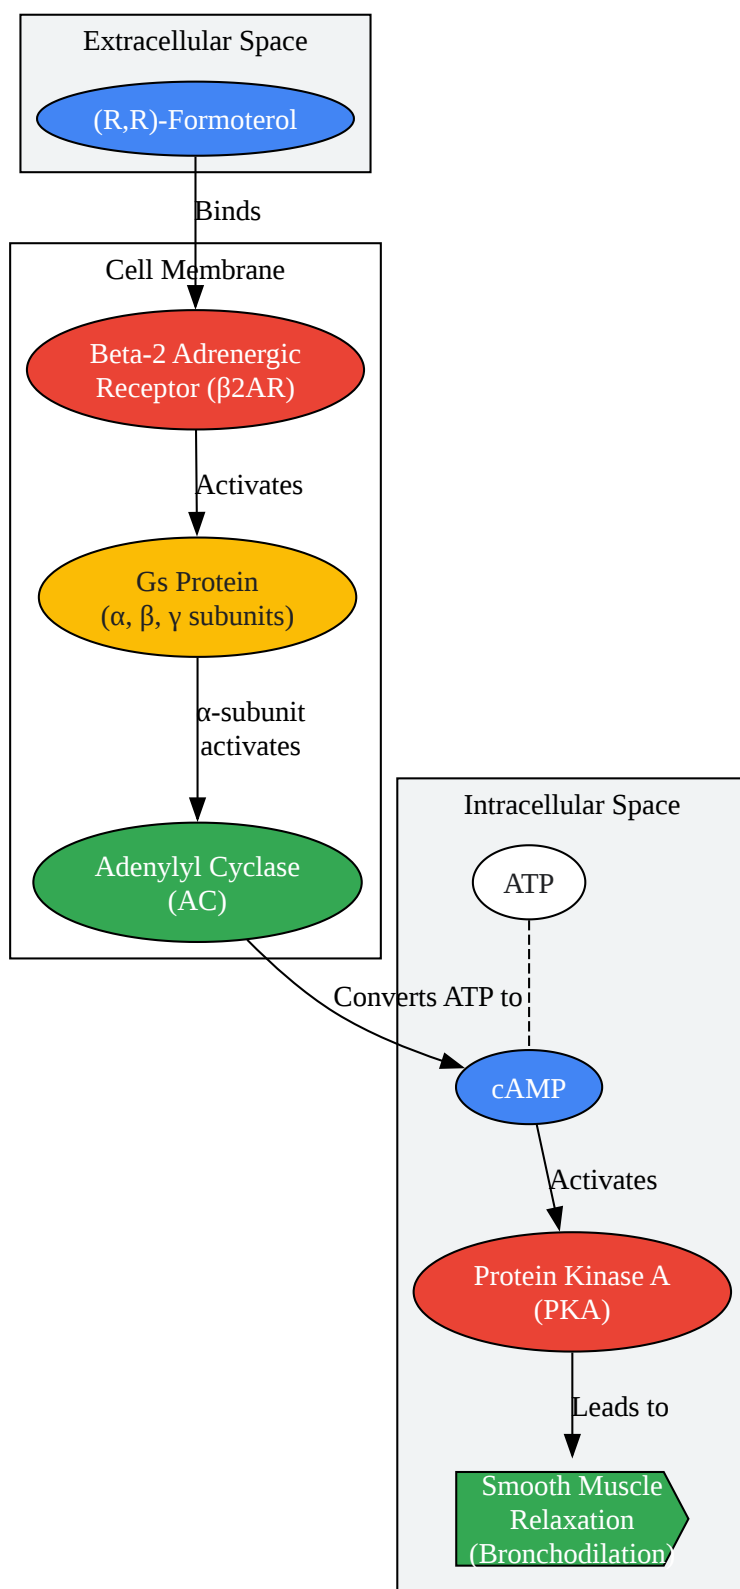 Extracellular Space
(R,R)-Formoterol
Binds
Cell Membrane
Beta-2 Adrenergic
Receptor (β2AR)
Activates
Gs Protein
(α, β, γ subunits)
α-subunit
activates
Adenylyl Cyclase
(AC)
Intracellular Space
ATP
Converts ATP to
cAMP
Activates
Protein Kinase A
(PKA)
Leads to
Smooth Muscle
Relaxation
(Bronchodilation)